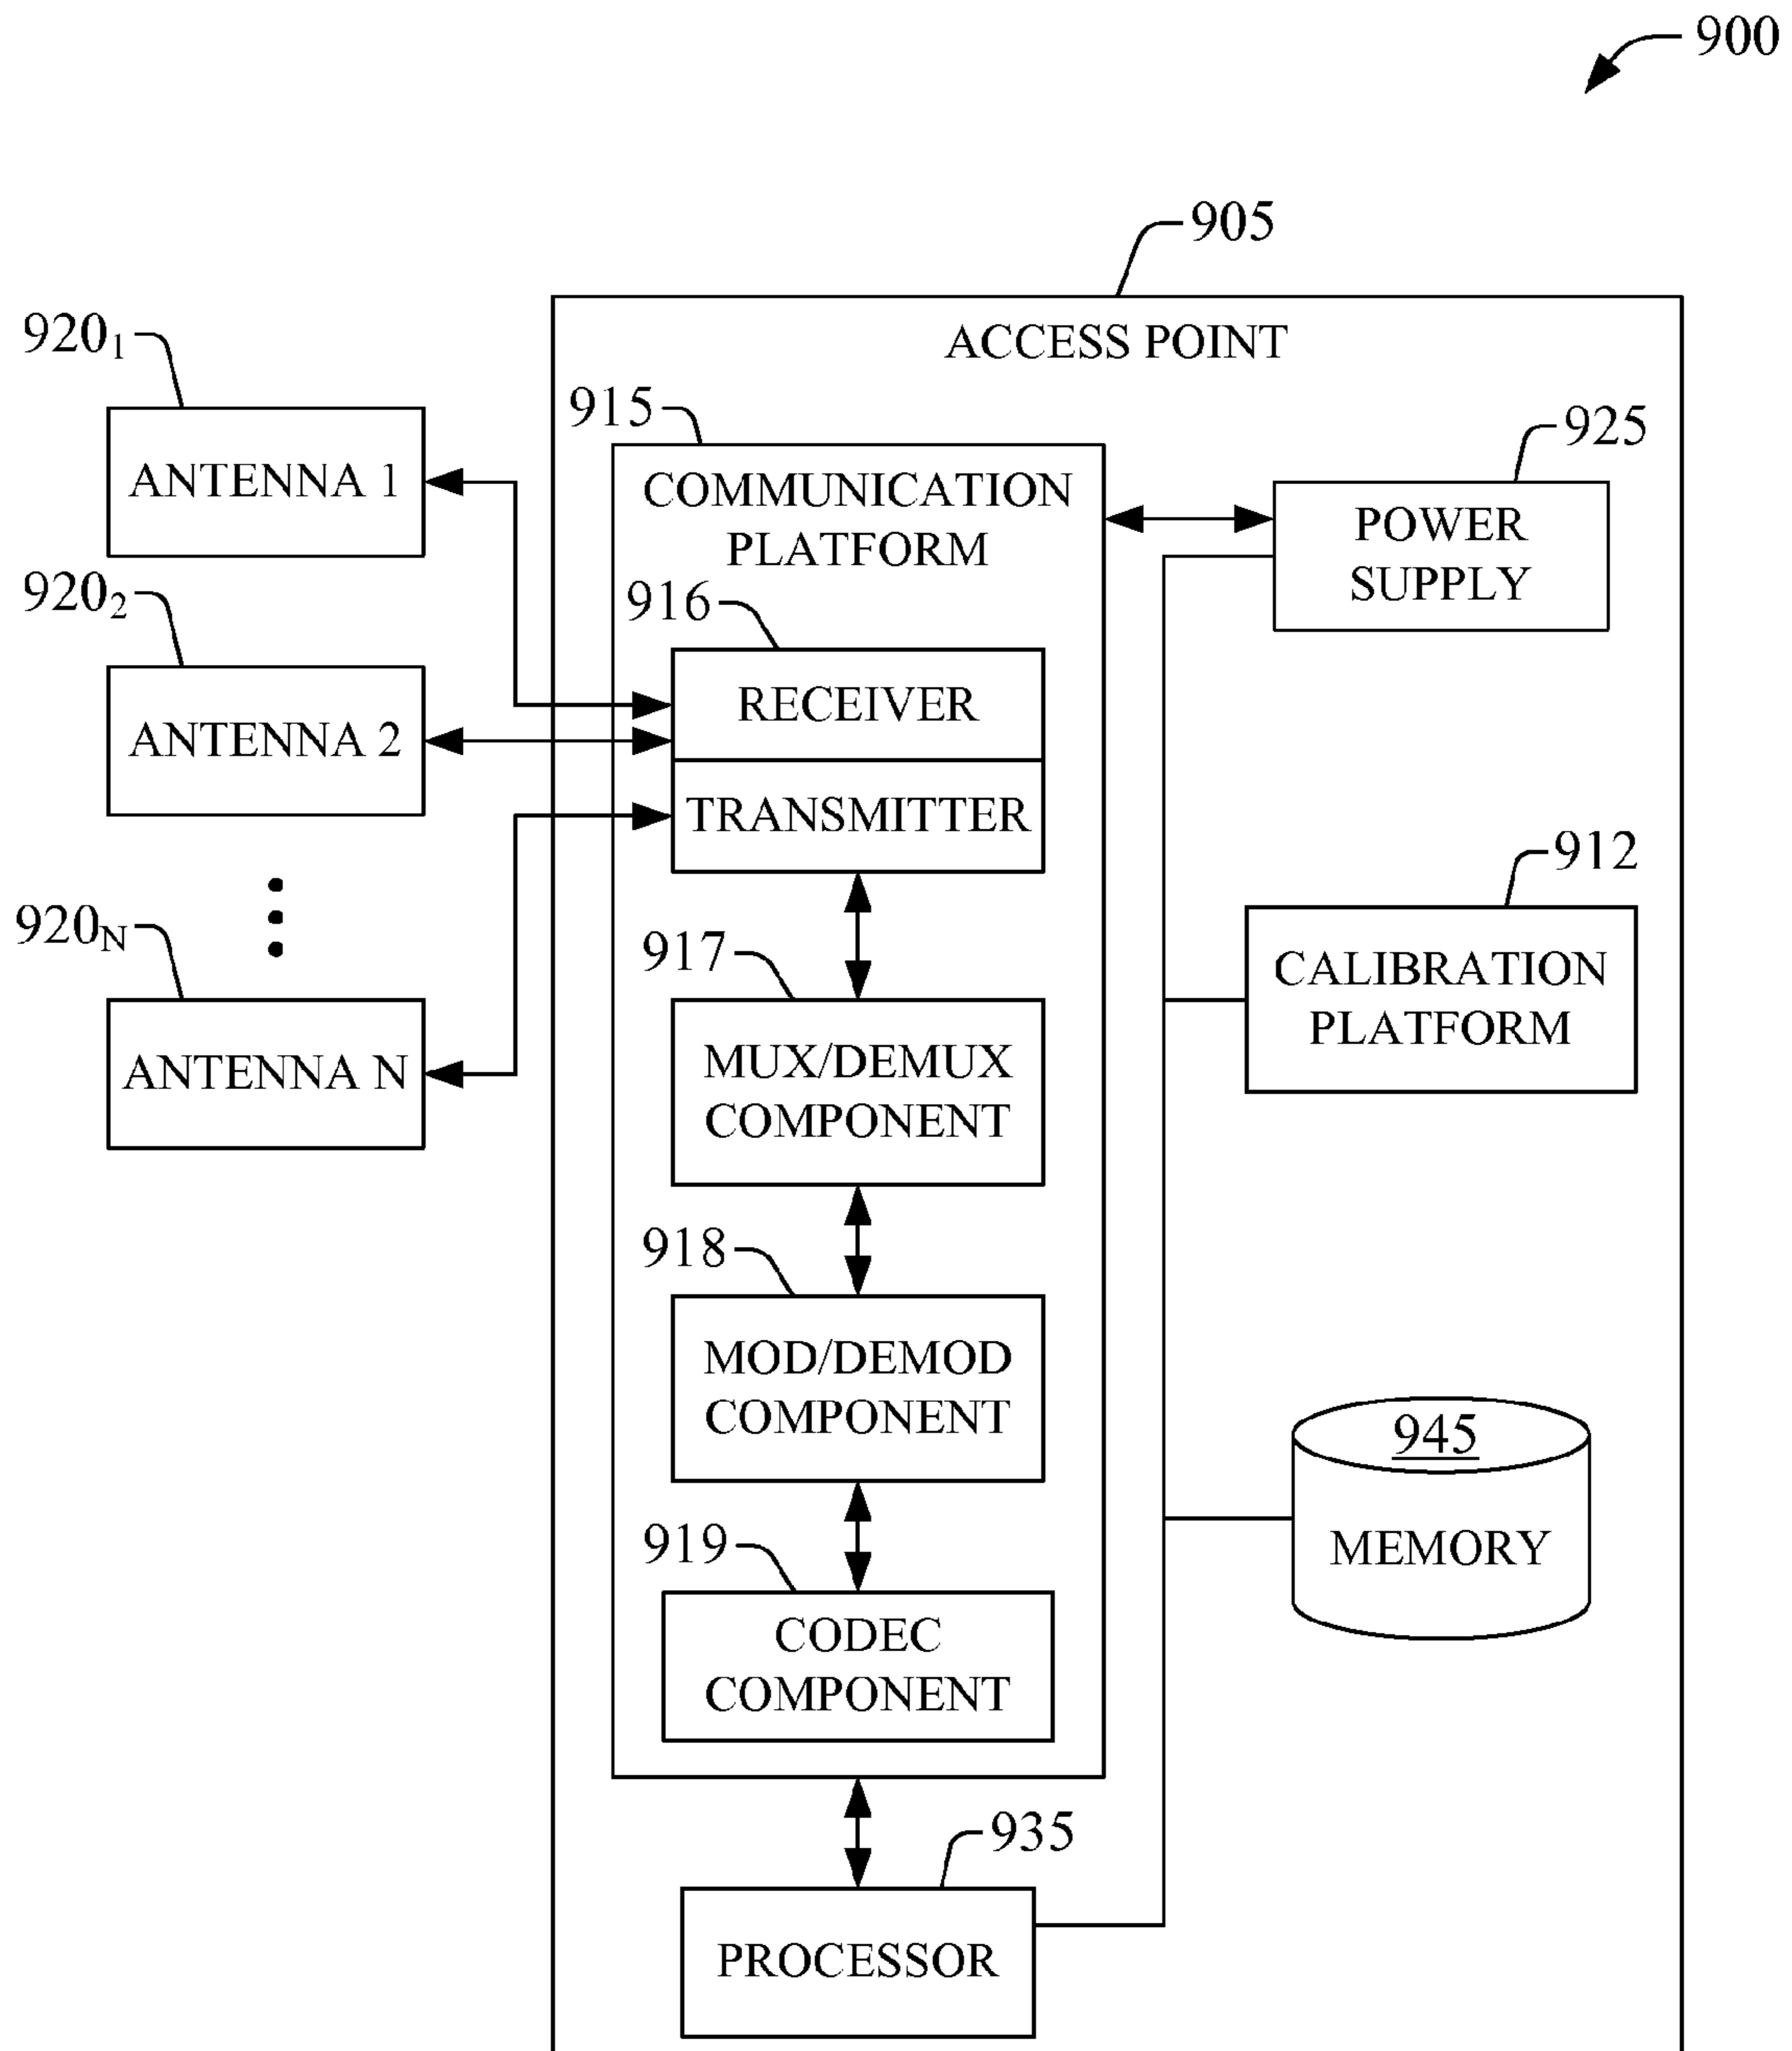 900
905
ACCESS POINT
920₁
ANTENNA 1
915
COMMUNICATION
PLATFORM
925
POWER
SUPPLY
920₂
ANTENNA 2
916
RECEIVER
TRANSMITTER
912
CALIBRATION
PLATFORM
920N
ANTENNA N
917
MUX/DEMUX
COMPONENT
918
MOD/DEMOD
COMPONENT
945
MEMORY
919
CODEC
COMPONENT
935
PROCESSOR